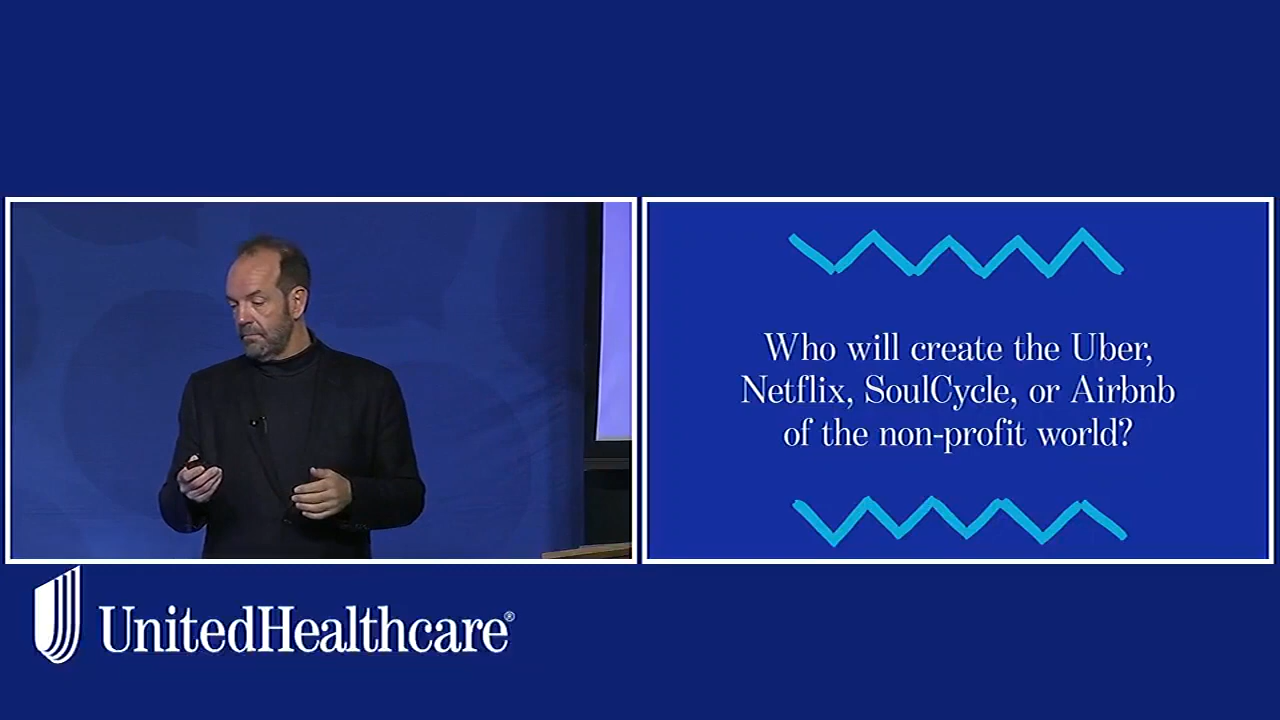 Who will create the Uber,
Netflix, SoulCycle, or Airbnb
of the non-profit world?
UnitedHealthcare®